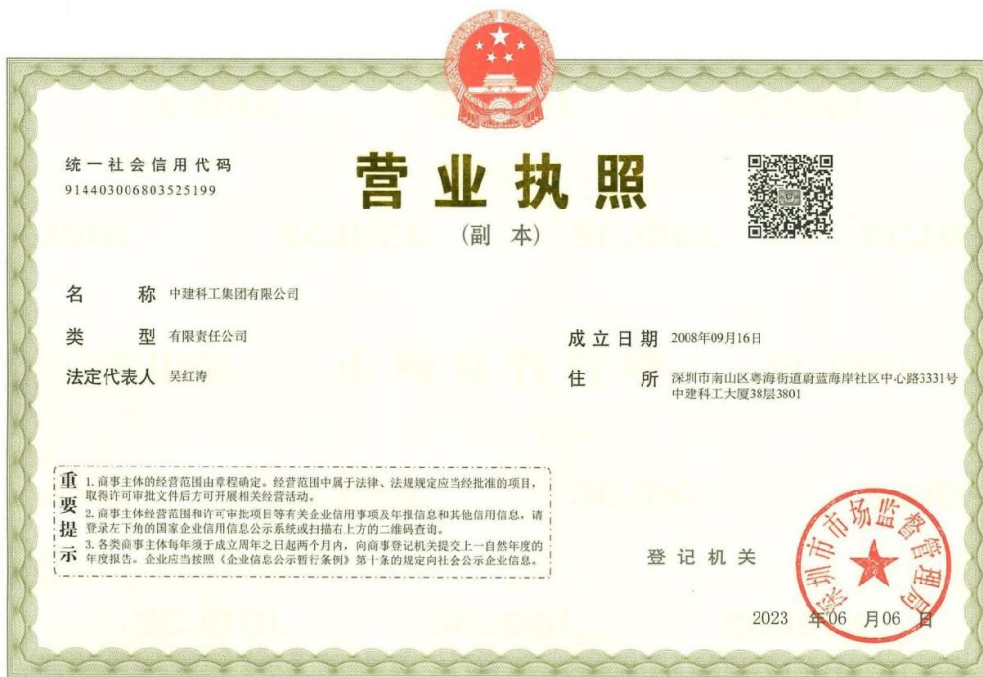 统一社会信用代码
914403006803525199
营业执照
(副 本)
名 称 中建科工集团有限公司
类 型 有限责任公司
法定代表人 吴红涛
成立日期 2008年09月16日
住 所 深圳市南山区粤海街道蔚蓝海岸社区中心路3331号
中建科工大厦38层3801
重要提示
1. 商事主体的经营范围由章程确定。经营范围中属于法律、法规规定应当经批准的项目，
取得许可审批文件后方可开展相关经营活动。
2. 商事主体经营范围和许可审批项目等有关企业信用事项及年报信息和其他信用信息，请
登录左下角的国家企业信用信息公示系统或扫描右上方的二维码查询。
3. 各类商事主体每年须于成立周年之日起两个月内，向商事登记机关提交上一自然年度的
年度报告。企业应当按照《企业信息公示暂行条例》第十条的规定向社会公示企业信息。
登记机关
深圳市市场监督管理局
2023 年06 月06 日